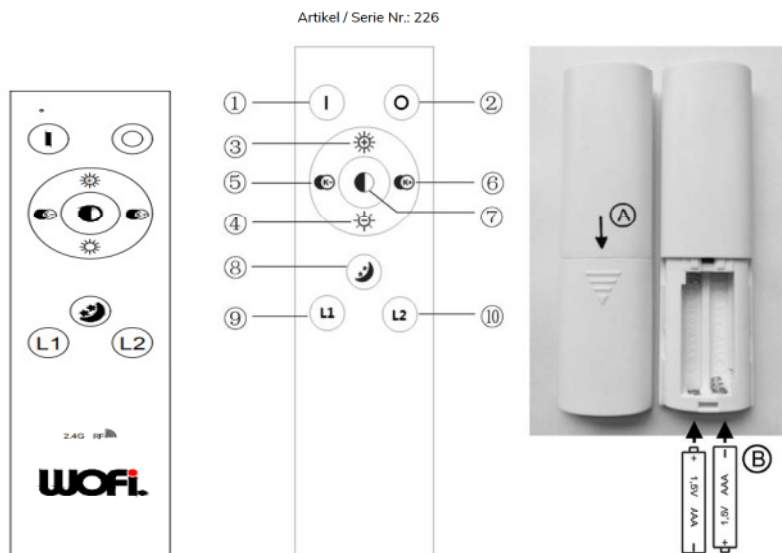 Artikel / Serie Nr.: 226
① I
② O
③
⑤ K-
⑥ K+
④
⑦
⑧
⑨ L1
L2 ⑩
L1
L2
2.4G RF
WOFi.
A
B
+ 1,5V AAA −
− 1,5V AAA +